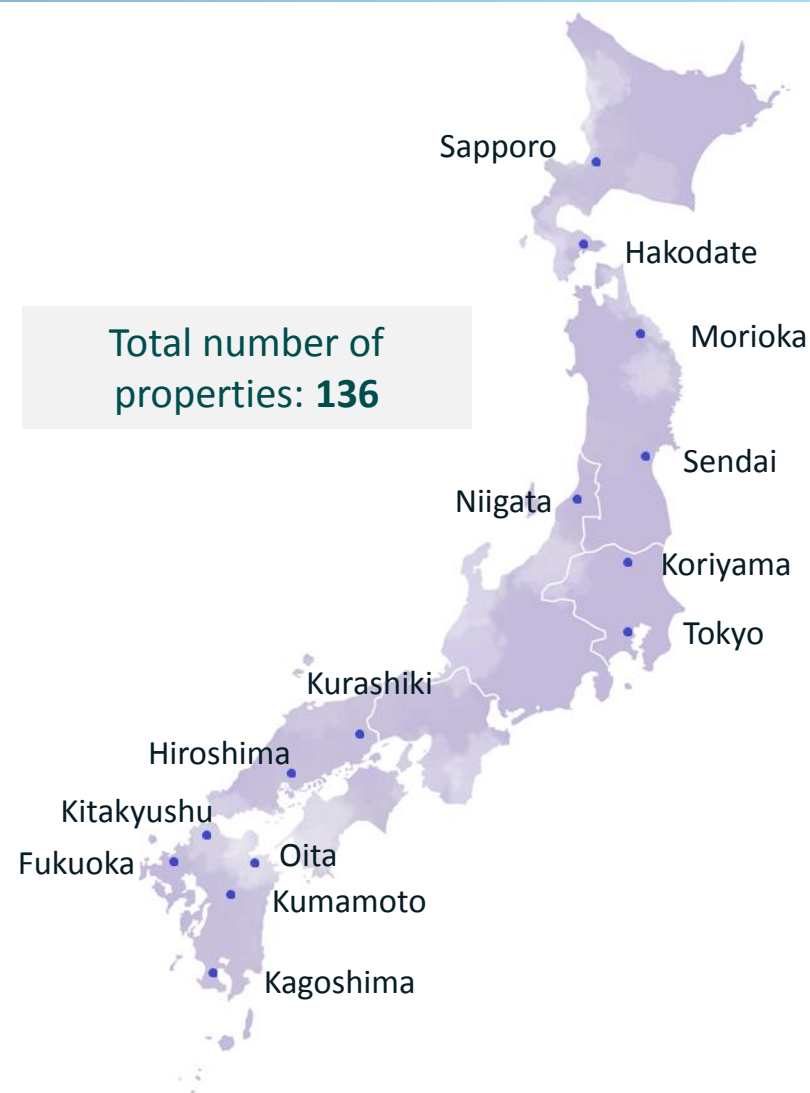 Sapporo
Hakodate
Total number of
properties: 136
Morioka
Sendai
Niigata
Koriyama
Tokyo
Kurashiki
Hiroshima
Kitakyushu
Fukuoka
Oita
Kumamoto
Kagoshima